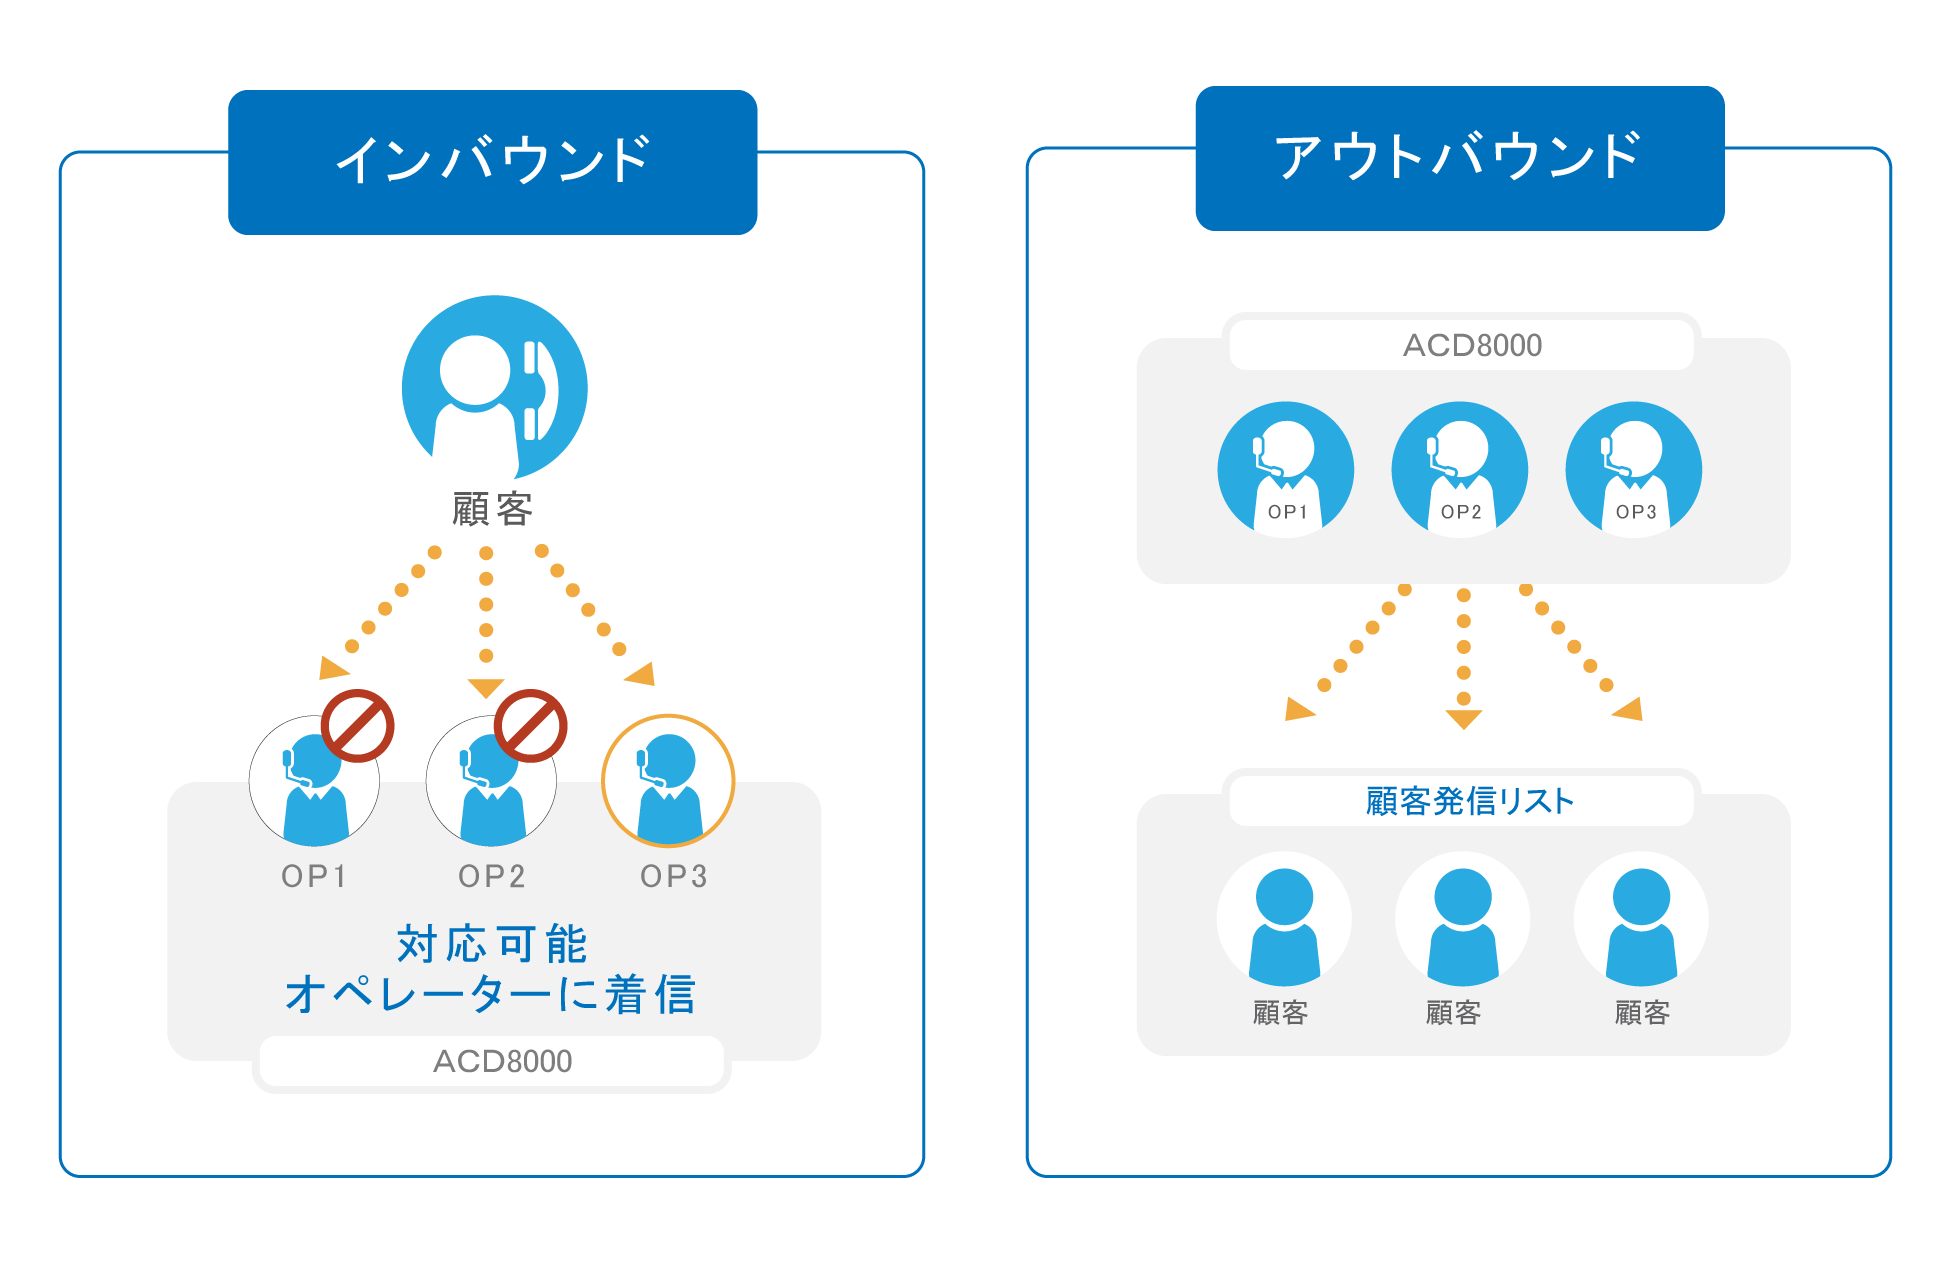 インバウンド
顧客
OP1
OP2
OP3
対応可能
オペレーターに着信
ACD8000
アウトバウンド
ACD8000
OP1
OP2
OP3
顧客発信リスト
顧客
顧客
顧客